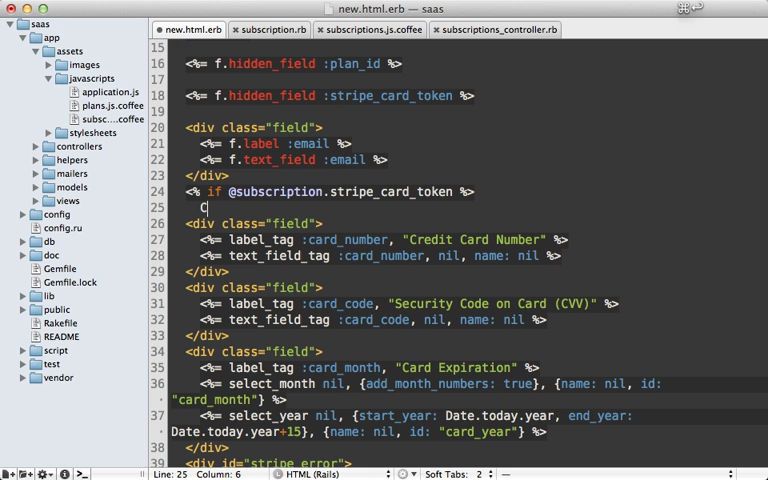 new.html.erb — saas
⌘↩
saas
app
assets
images
javascripts
application.js
plans.js.coffee
subsc….coffee
stylesheets
controllers
helpers
mailers
models
views
config
config.ru
db
doc
Gemfile
Gemfile.lock
lib
public
Rakefile
README
script
test
vendor
new.html.erb
subscription.rb
subscriptions.js.coffee
subscriptions_controller.rb
15
16 <%= f.hidden_field :plan_id %>
17
18 <%= f.hidden_field :stripe_card_token %>
19
20 <div class="field">
21 <%= f.label :email %>
22 <%= f.text_field :email %>
23 </div>
24 <% if @subscription.stripe_card_token %>
25 C
26 <div class="field">
27 <%= label_tag :card_number, "Credit Card Number" %>
28 <%= text_field_tag :card_number, nil, name: nil %>
29 </div>
30 <div class="field">
31 <%= label_tag :card_code, "Security Code on Card (CVV)" %>
32 <%= text_field_tag :card_code, nil, name: nil %>
33 </div>
34 <div class="field">
35 <%= label_tag :card_month, "Card Expiration" %>
36 <%= select_month nil, {add_month_numbers: true}, {name: nil, id:
· "card_month"} %>
37 <%= select_year nil, {start_year: Date.today.year, end_year:
· Date.today.year+15}, {name: nil, id: "card_year"} %>
38 </div>
39 <div id="stripe_error">
Line: 25 Column: 6
HTML (Rails)
Soft Tabs: 2
—